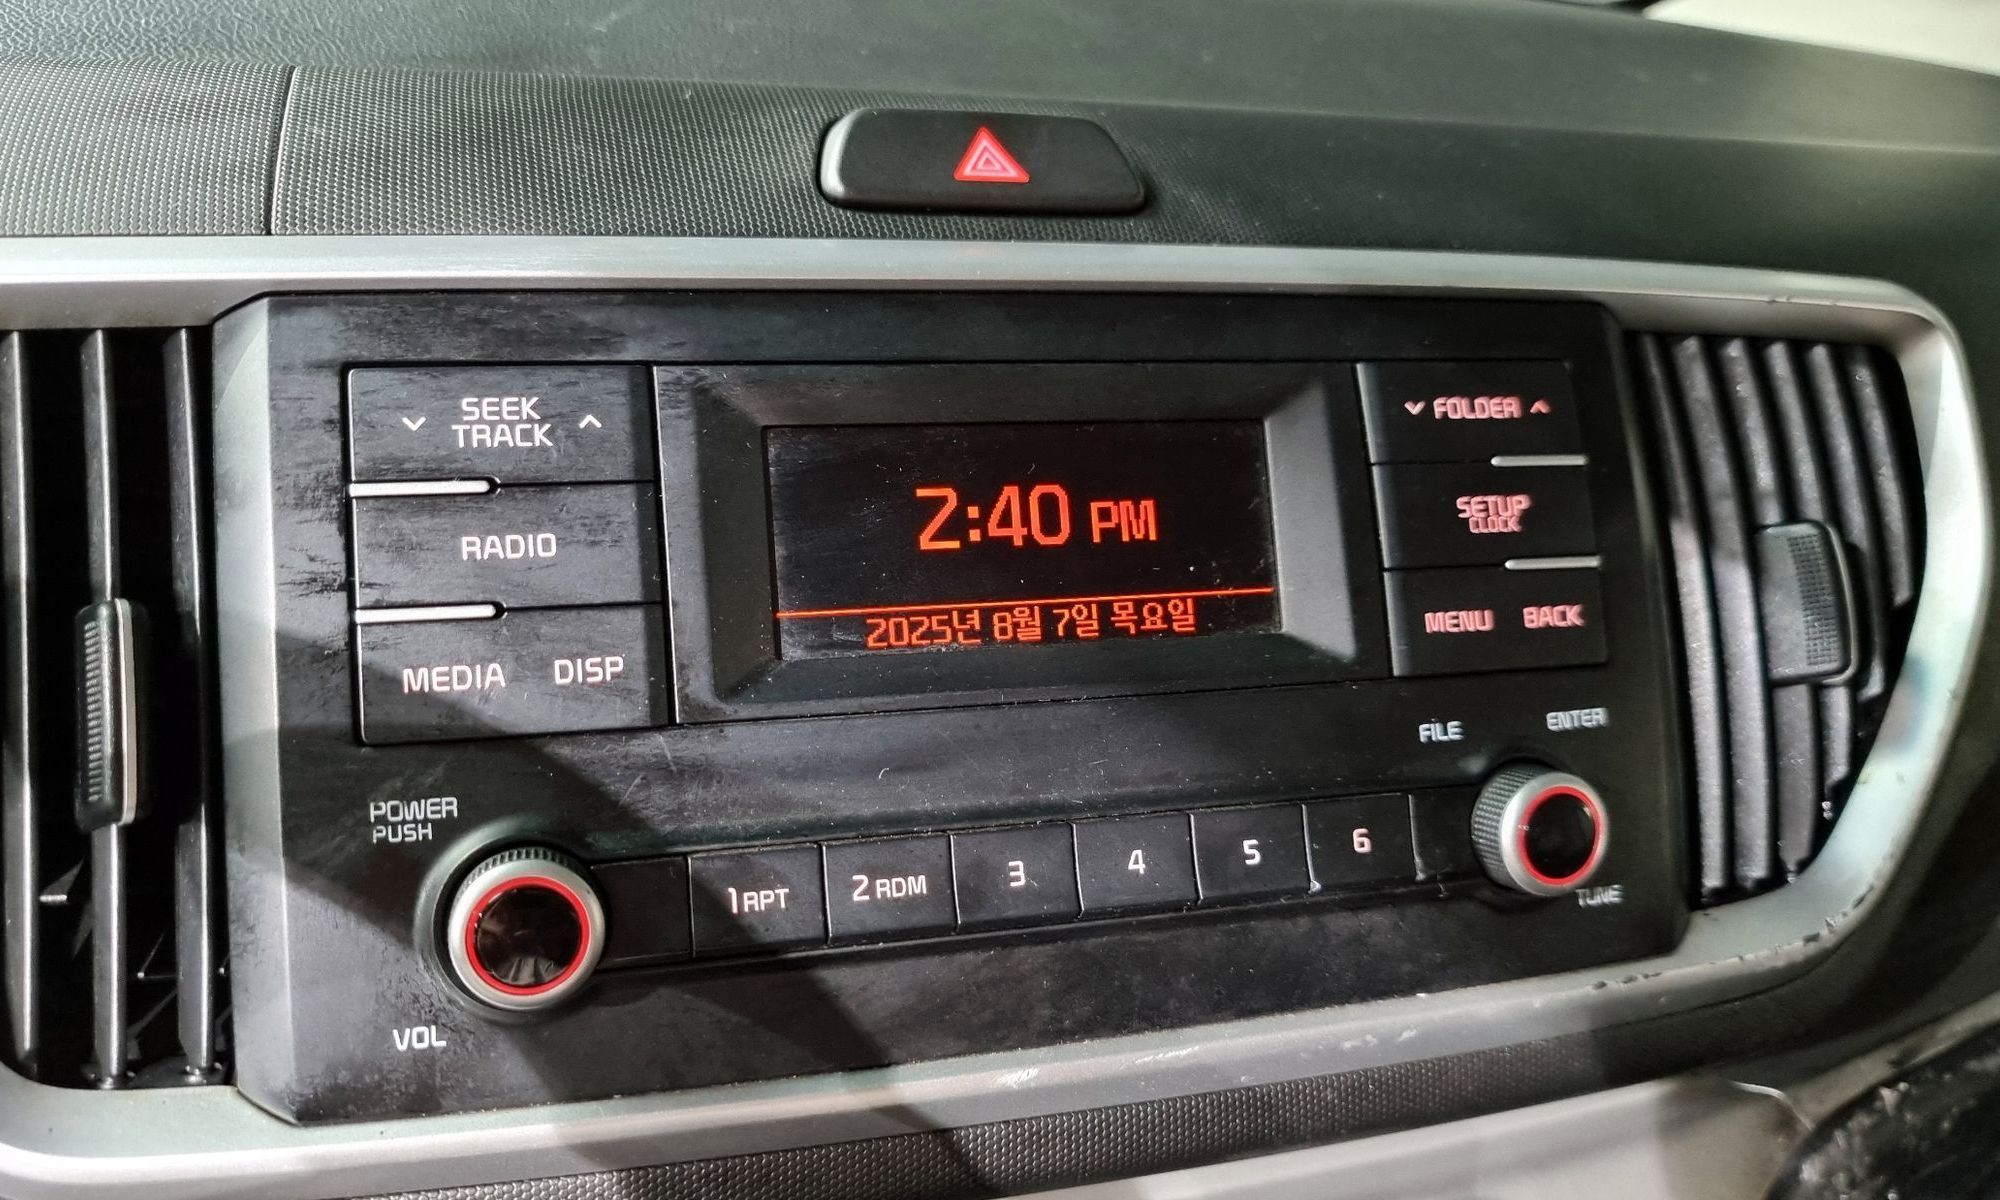 SEEK
TRACK
RADIO
MEDIA DISP
2:40 PM
2025년 8월 7일 목요일
FOLDER
SETUP
CLOCK
MENU BACK
FILE ENTER
POWER
PUSH
VOL
1 RPT 2 RDM 3 4 5 6
TUNE